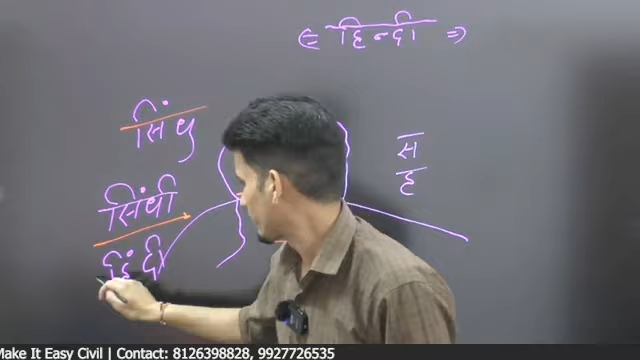 ⇐ हिन्दी ⇒
सिंधु
स
ह
सिंधी
हिंदी
Make It Easy Civil | Contact: 8126398828, 9927726535